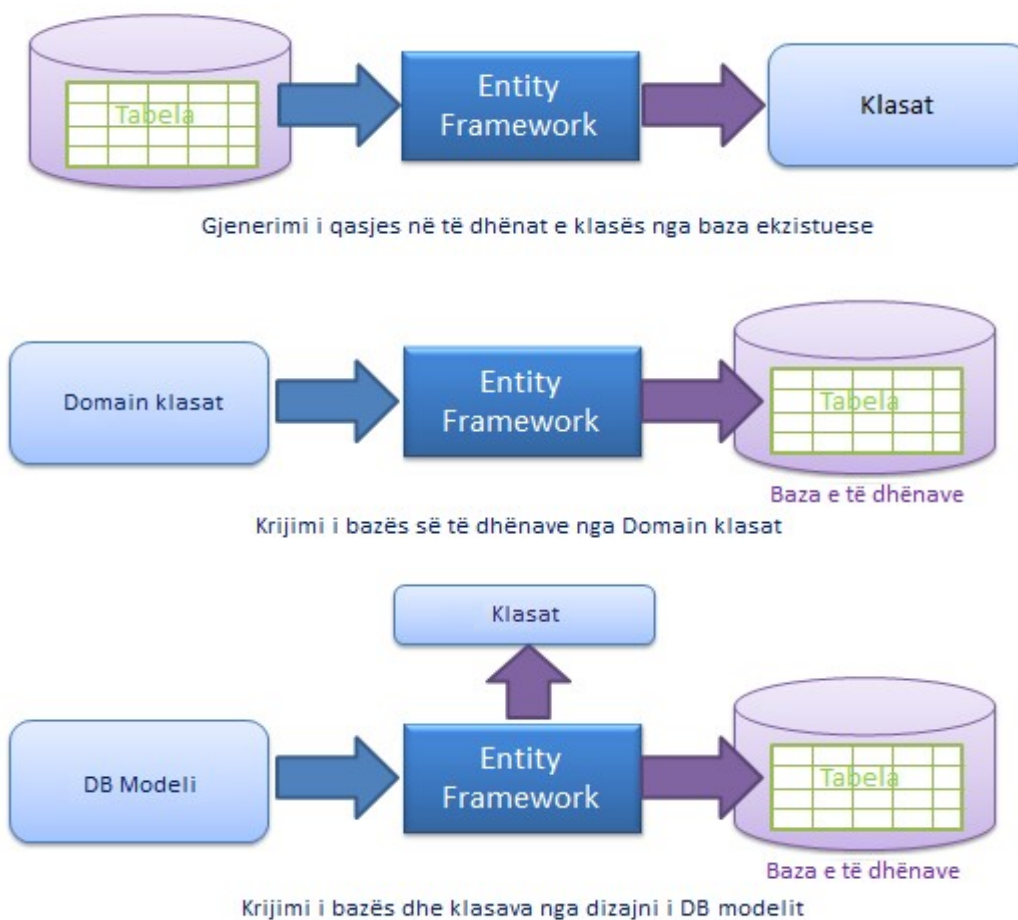 Tabela
Entity
Framework
Klasat
Gjenerimi i qasjes në të dhënat e klasës nga baza ekzistuese
Domain klasat
Entity
Framework
Tabela
Baza e të dhënave
Krijimi i bazës së të dhënave nga Domain klasat
Klasat
DB Modeli
Entity
Framework
Tabela
Baza e të dhënave
Krijimi i bazës dhe klasava nga dizajni i DB modelit